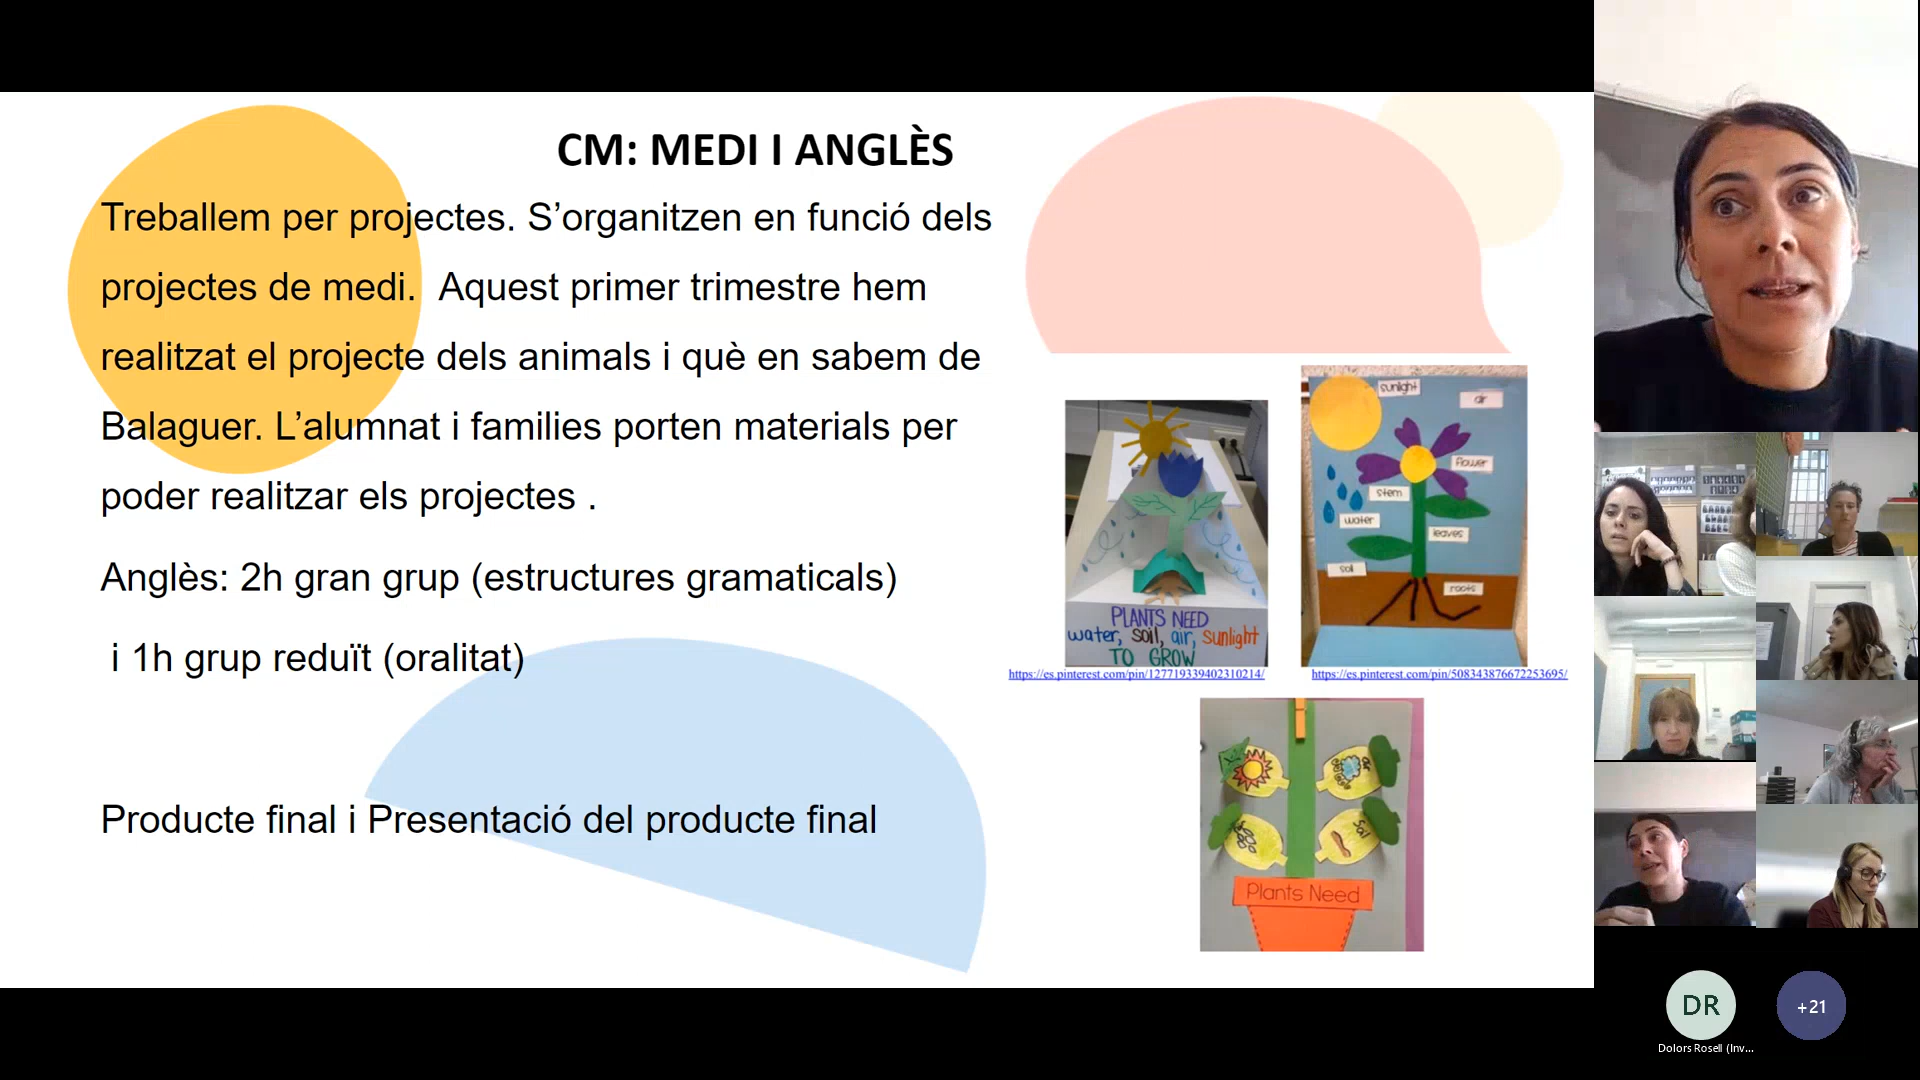 CM: MEDI I ANGLÈS
Treballem per projectes. S’organitzen en funció dels
projectes de medi. Aquest primer trimestre hem
realitzat el projecte dels animals i què en sabem de
Balaguer. L’alumnat i families porten materials per
poder realitzar els projectes .
Anglès: 2h gran grup (estructures gramaticals)
i 1h grup reduït (oralitat)
Producte final i Presentació del producte final
PLANTS NEED
water, soil, air, sunlight
TO GROW
https://es.pinterest.com/pin/127719339402310214/
sunlight
air
flower
stem
water
leaves
soil
roots
https://es.pinterest.com/pin/508343876672253695/
air
soil
Plants Need
DR
+21
Dolors Rosell (Inv...